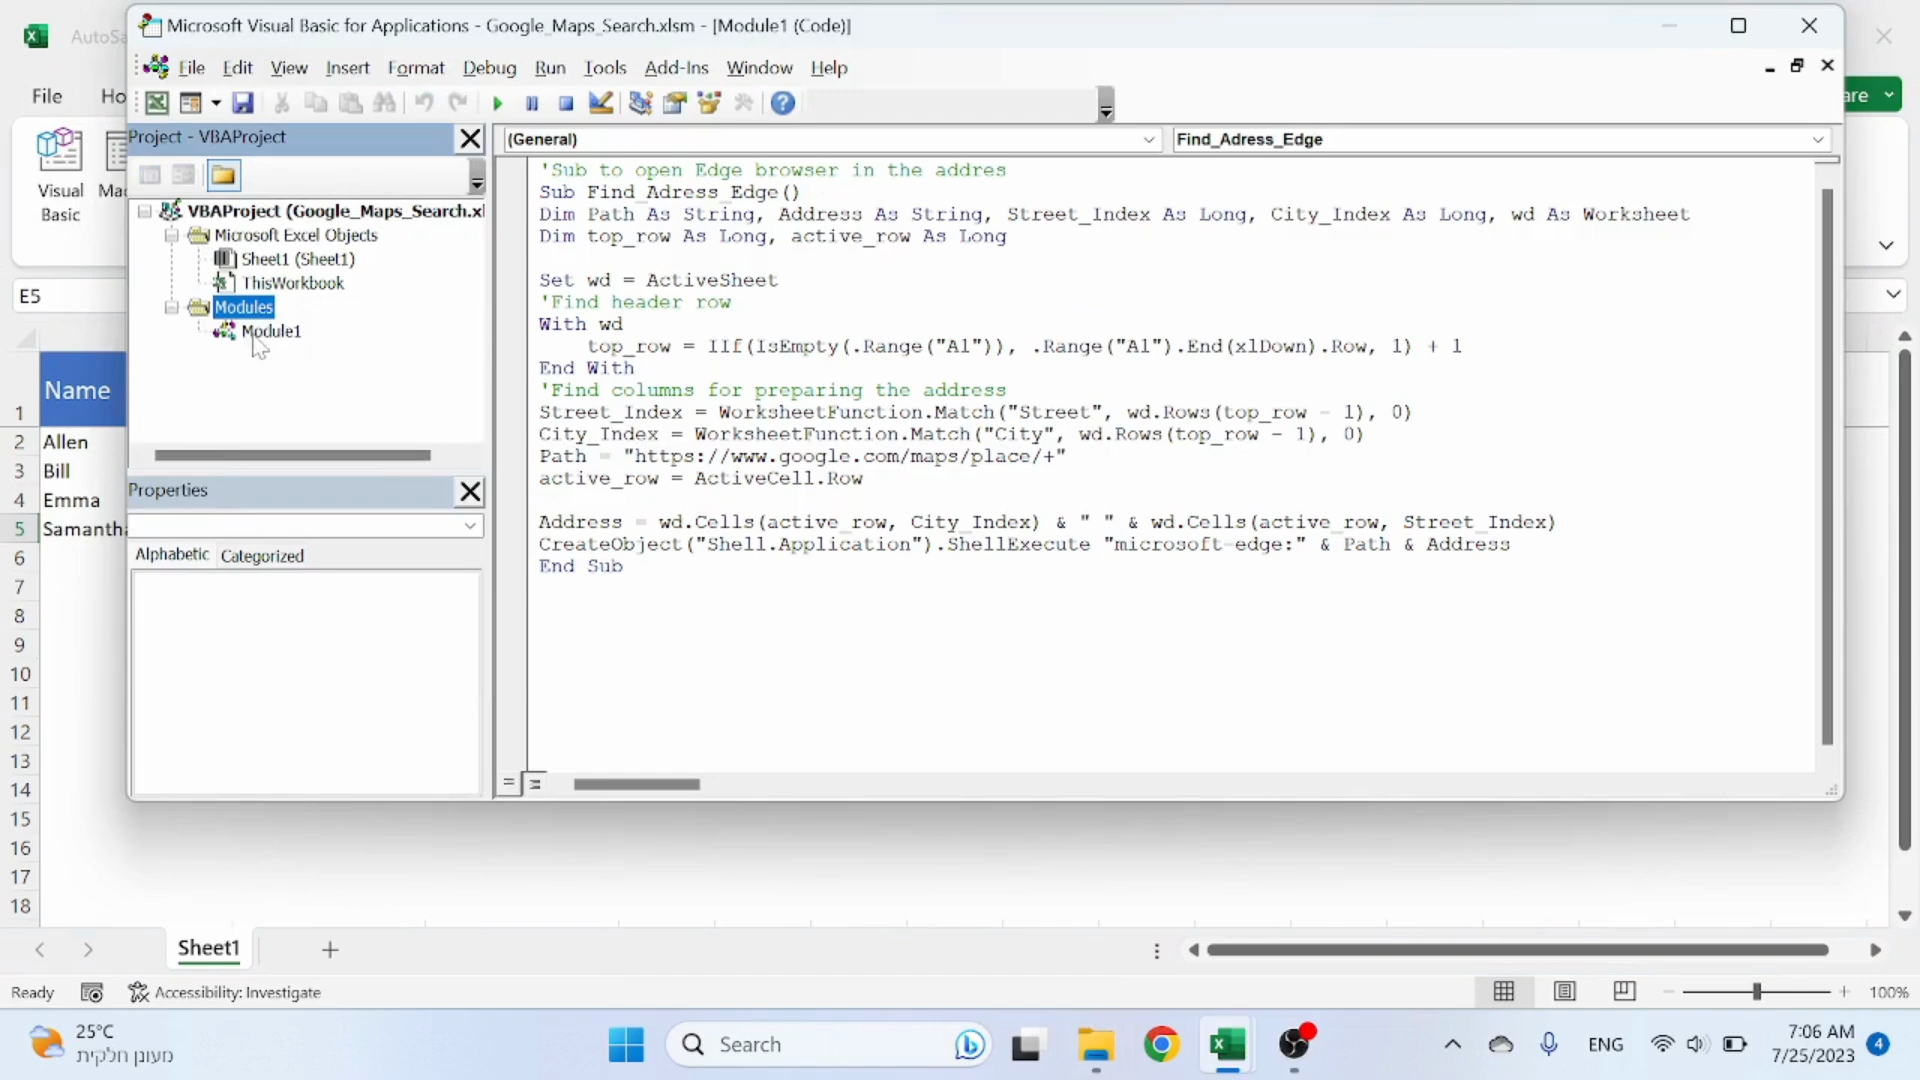 Microsoft Visual Basic for Applications - Google_Maps_Search.xlsm - [Module1 (Code)]
File Edit View Insert Format Debug Run Tools Add-Ins Window Help
File
Visual Basic
E5
Project - VBAProject
VBAProject (Google_Maps_Search.xl
Microsoft Excel Objects
Sheet1 (Sheet1)
ThisWorkbook
Modules
Module1
Properties
Alphabetic Categorized
(General) Find_Adress_Edge
'Sub to open Edge browser in the addres
Sub Find_Adress_Edge()
Dim Path As String, Address As String, Street_Index As Long, City_Index As Long, wd As Worksheet
Dim top_row As Long, active_row As Long
Set wd = ActiveSheet
'Find header row
With wd
top_row = IIf(IsEmpty(.Range("A1")), .Range("A1").End(xlDown).Row, 1) + 1
End With
'Find columns for preparing the address
Street_Index = WorksheetFunction.Match("Street", wd.Rows(top_row - 1), 0)
City_Index = WorksheetFunction.Match("City", wd.Rows(top_row - 1), 0)
Path = "https://www.google.com/maps/place/+"
active_row = ActiveCell.Row
Address = wd.Cells(active_row, City_Index) & " " & wd.Cells(active_row, Street_Index)
CreateObject("Shell.Application").ShellExecute "microsoft-edge:" & Path & Address
End Sub
1 Name
2 Allen
3 Bill
4 Emma
5 Samantha
6
7
8
9
10
11
12
13
14
15
16
17
18
Sheet1
Ready Accessibility: Investigate 100%
25°C
מעונן חלקית
Search
ENG
7:06 AM
7/25/2023
4